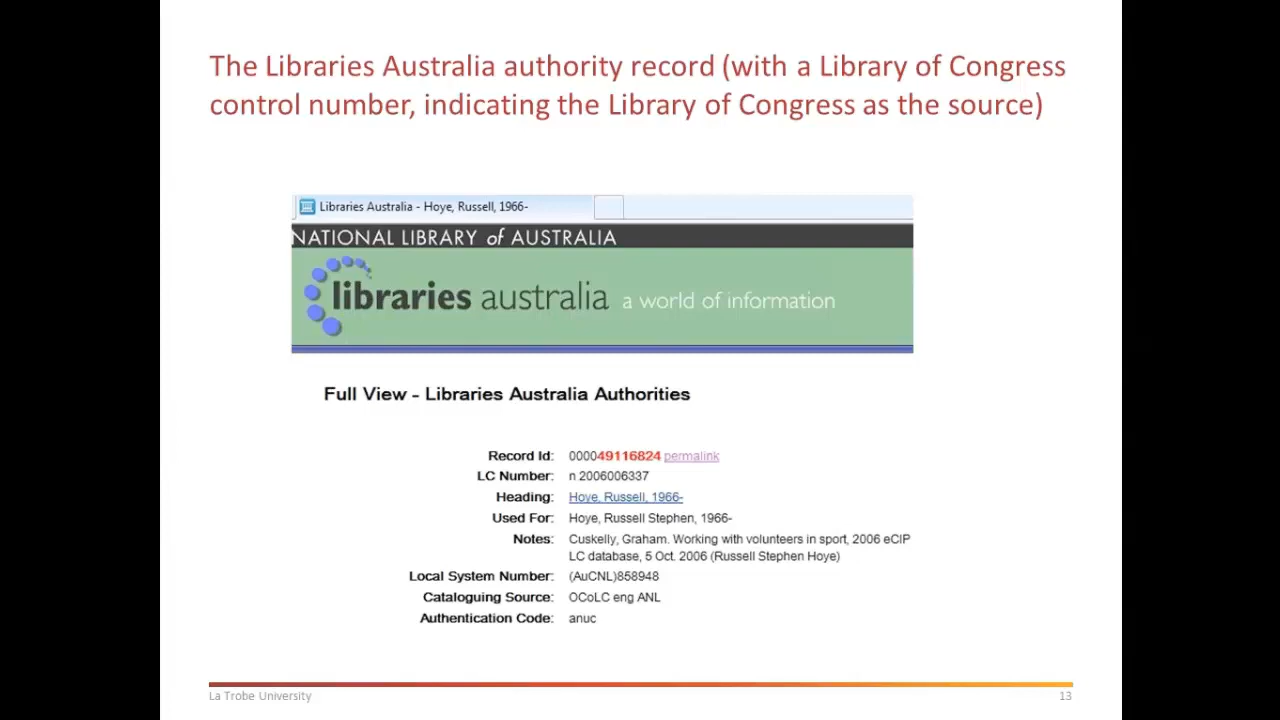 The Libraries Australia authority record (with a Library of Congress
control number, indicating the Library of Congress as the source)
Libraries Australia - Hoye, Russell, 1966-
NATIONAL LIBRARY of AUSTRALIA
libraries australia a world of information
Full View - Libraries Australia Authorities
Record Id: 000049116824 permalink
LC Number: n 2006006337
Heading: Hoye, Russell, 1966-
Used For: Hoye, Russell Stephen, 1966-
Notes: Cuskelly, Graham. Working with volunteers in sport, 2006 eCIP
LC database, 5 Oct. 2006 (Russell Stephen Hoye)
Local System Number: (AuCNL)858948
Cataloguing Source: OCoLC eng ANL
Authentication Code: anuc
La Trobe University 13